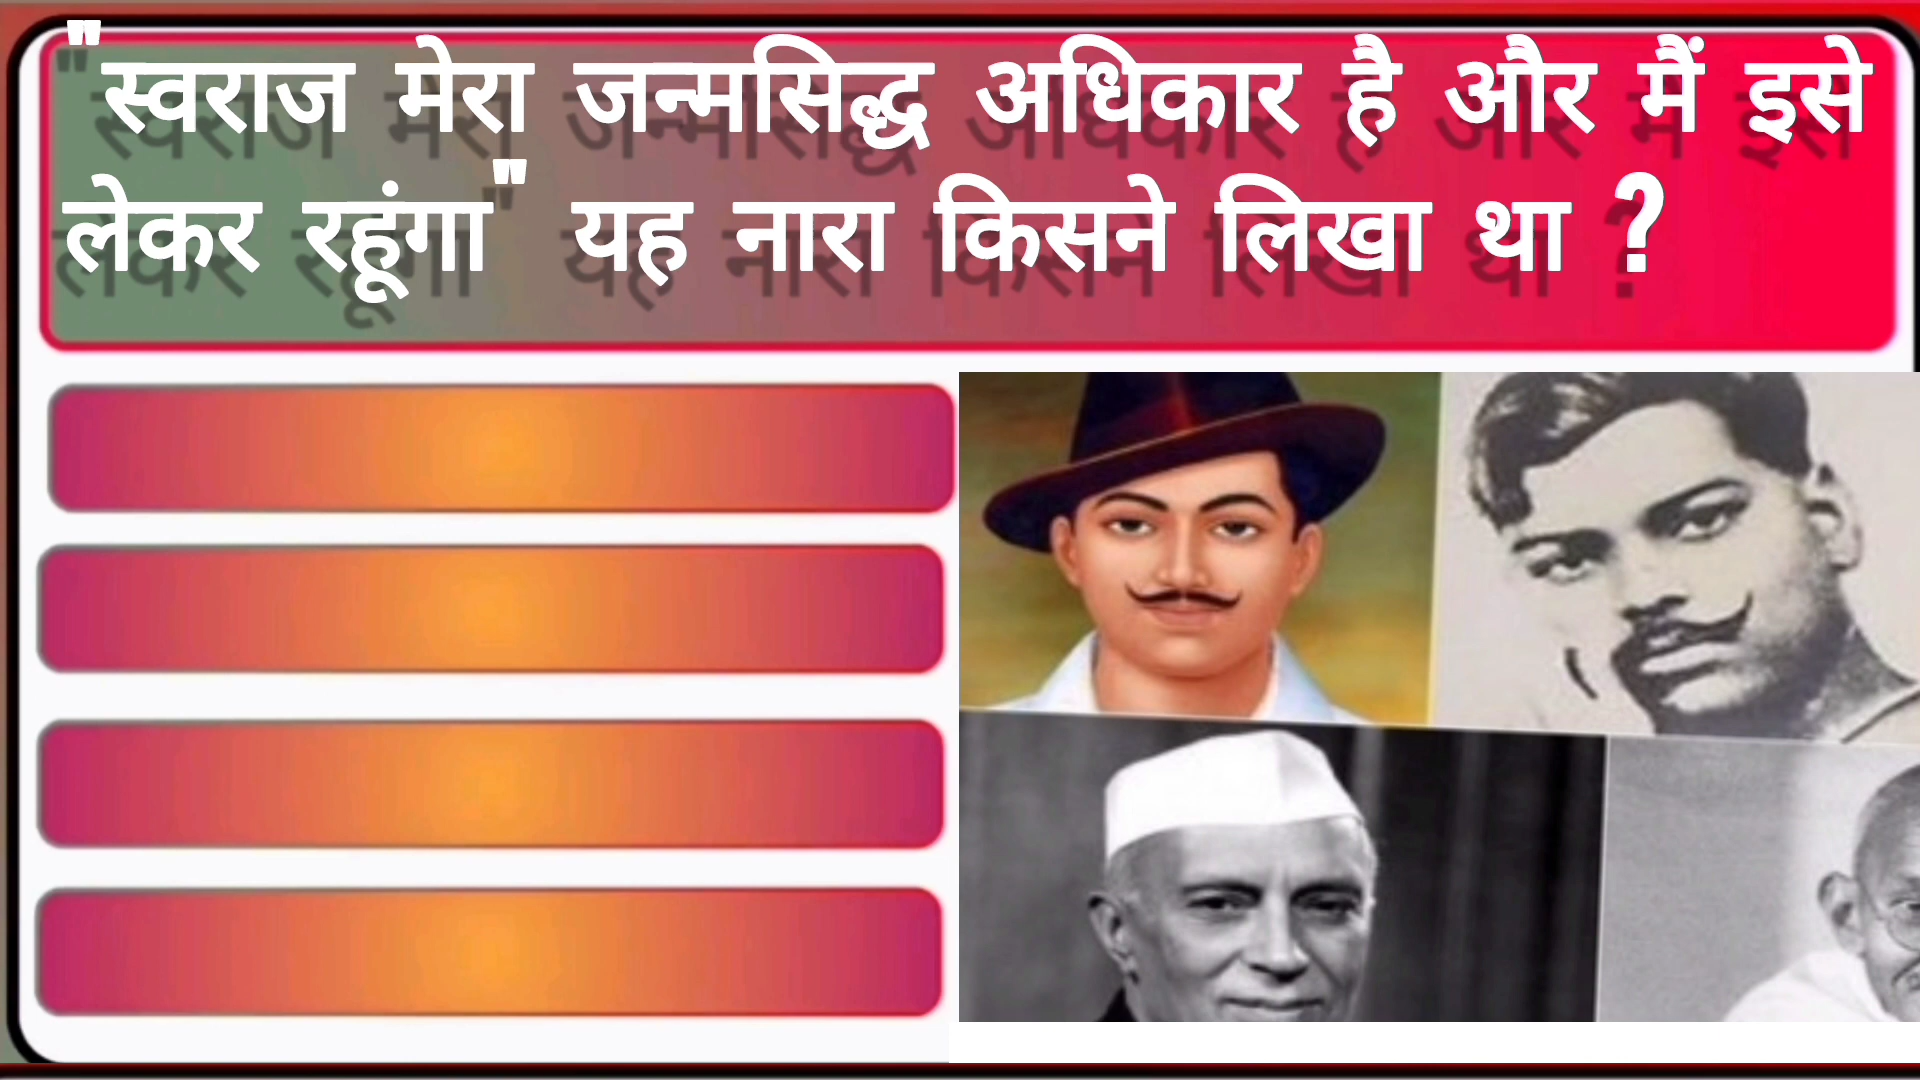 "स्वराज मेरा जन्मसिद्ध अधिकार है और मैं इसे
लेकर रहूंगा" यह नारा किसने लिखा था ?